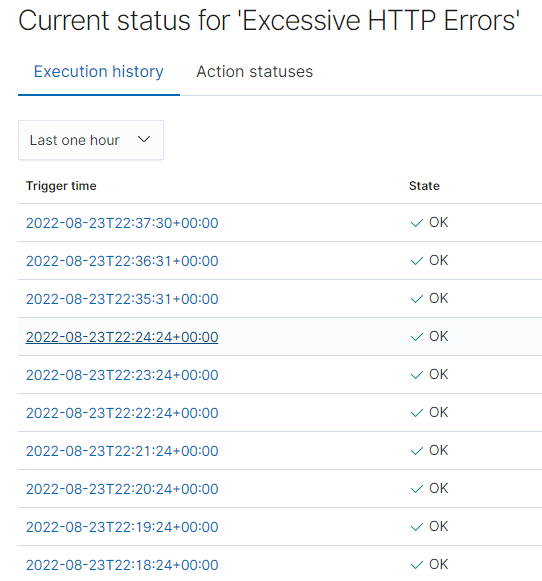 Current status for 'Excessive HTTP Errors'
Execution history Action statuses
Last one hour
Trigger time State
2022-08-23T22:37:30+00:00 OK
2022-08-23T22:36:31+00:00 OK
2022-08-23T22:35:31+00:00 OK
2022-08-23T22:24:24+00:00 OK
2022-08-23T22:23:24+00:00 OK
2022-08-23T22:22:24+00:00 OK
2022-08-23T22:21:24+00:00 OK
2022-08-23T22:20:24+00:00 OK
2022-08-23T22:19:24+00:00 OK
2022-08-23T22:18:24+00:00 OK